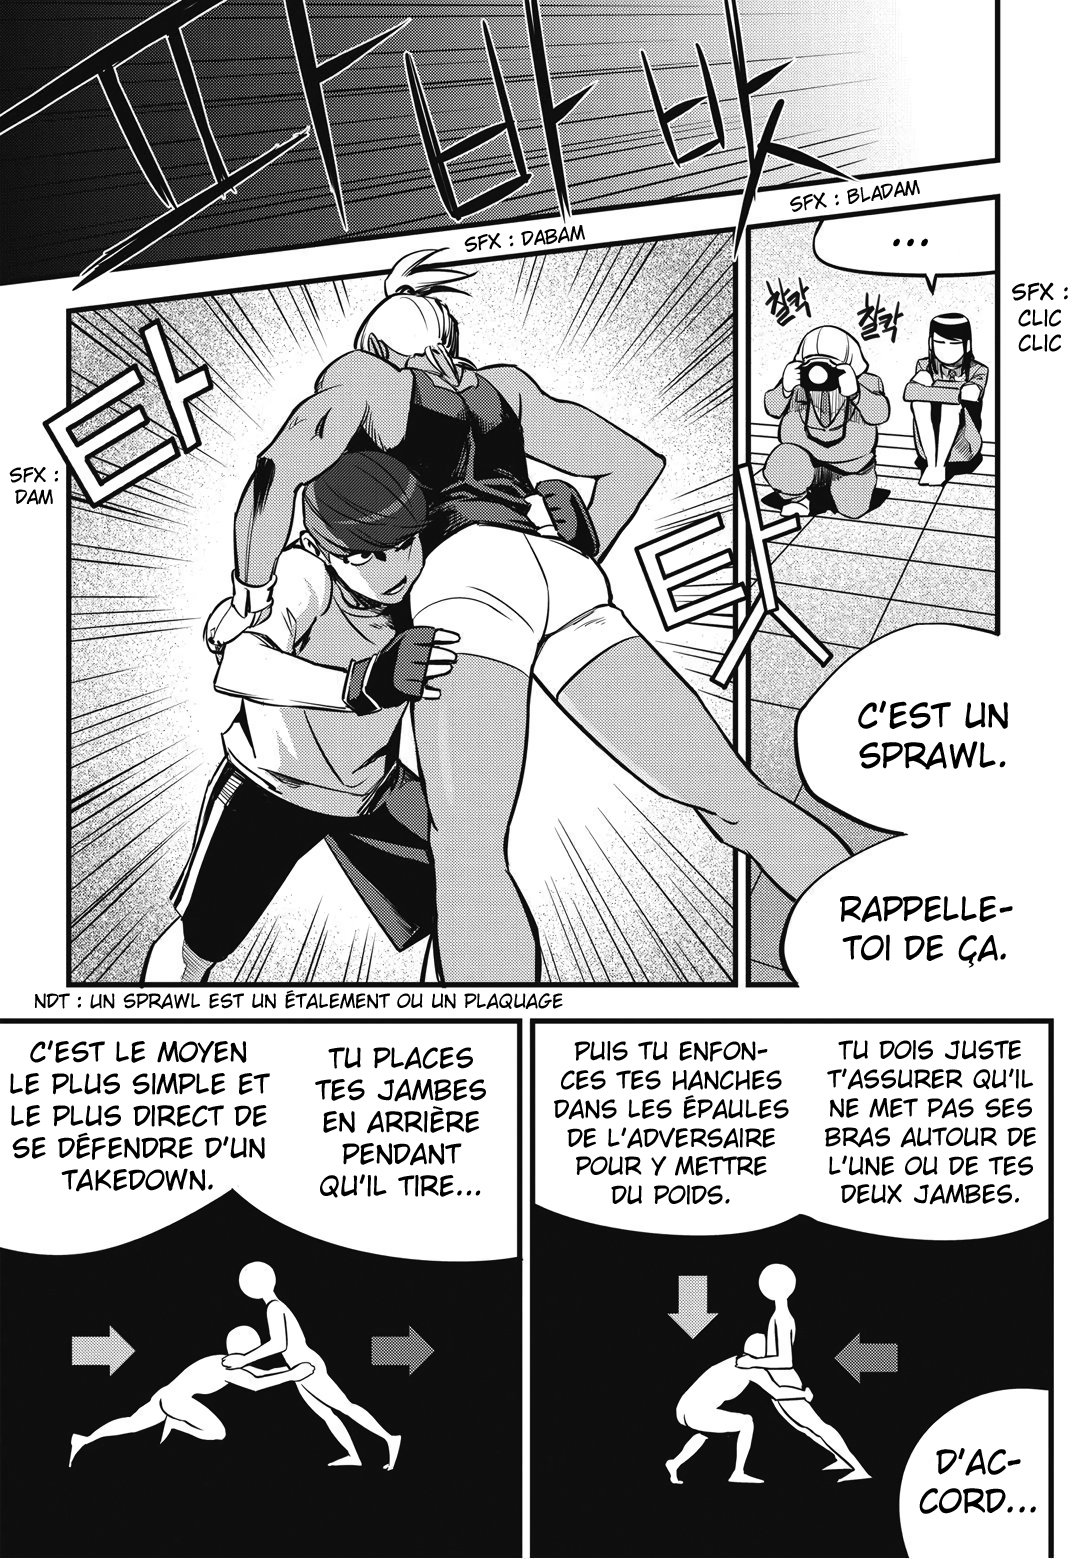 파바밧
SFX : DABAM
SFX : BLADAM
...
찰칵
찰칵
SFX :
CLIC
CLIC
타
SFX :
DAM
탓
C'EST UN
SPRAWL.
RAPPELLE-
TOI DE ÇA.
NDT : UN SPRAWL EST UN ÉTALEMENT OU UN PLAQUAGE
C'EST LE MOYEN
LE PLUS SIMPLE ET
LE PLUS DIRECT DE
SE DÉFENDRE D'UN
TAKEDOWN.
TU PLACES
TES JAMBES
EN ARRIÈRE
PENDANT
QU'IL TIRE...
PUIS TU ENFON-
CES TES HANCHES
DANS LES ÉPAULES
DE L'ADVERSAIRE
POUR Y METTRE
DU POIDS.
TU DOIS JUSTE
T'ASSURER QU'IL
NE MET PAS SES
BRAS AUTOUR DE
L'UNE OU DE TES
DEUX JAMBES.
D'AC-
CORD...